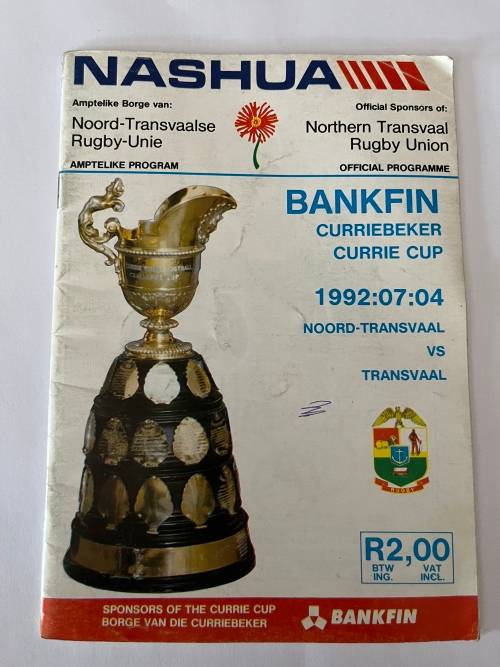 NASHUA
Amptelike Borge van:
Noord-Transvaalse
Rugby-Unie
AMPTELIKE PROGRAM
Official Sponsors of:
Northern Transvaal
Rugby Union
OFFICIAL PROGRAMME
BANKFIN
CURRIEBEKER
CURRIE CUP
1992:07:04
NOORD-TRANSVAAL
VS
TRANSVAAL
RUGBY
R2,00
BTW VAT
ING. INCL.
SPONSORS OF THE CURRIE CUP
BORGE VAN DIE CURRIEBEKER
BANKFIN